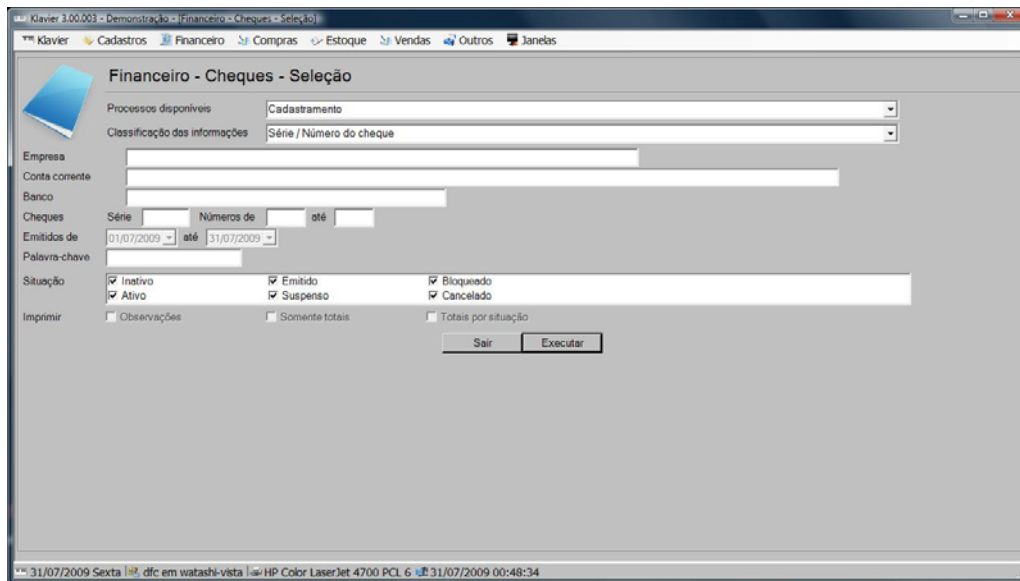 Klavier 3.00.003 - Demonstração - [Financeiro - Cheques - Seleção]
Klavier Cadastros Financeiro Compras Estoque Vendas Outros Janelas
Financeiro - Cheques - Seleção
Processos disponíveis Cadastramento
Classificação das informações Série / Número do cheque
Empresa
Conta corrente
Banco
Cheques Série Números de até
Emitidos de 01/07/2009 até 31/07/2009
Palavra-chave
Situação Inativo Emitido Bloqueado
Ativo Suspenso Cancelado
Imprimir Observações Somente totais Totais por situação
Sair Executar
31/07/2009 Sexta dfc em watashi-vista HP Color LaserJet 4700 PCL 6 31/07/2009 00:48:34